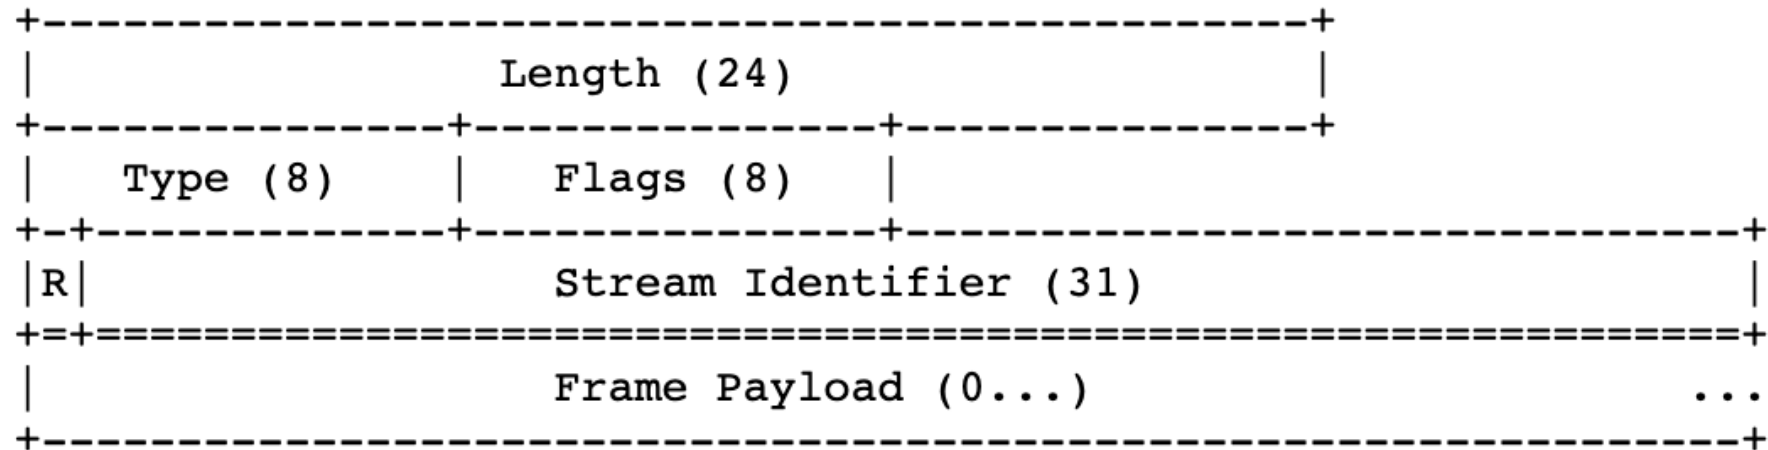 +-----------------------------------------------+
|                 Length (24)                   |
+---------------+---------------+---------------+
|   Type (8)    |   Flags (8)   |
+-+-------------+---------------+-------------------------------+
|R|                 Stream Identifier (31)                      |
+=+=============================================================+
|                   Frame Payload (0...)                      ...
+---------------------------------------------------------------+